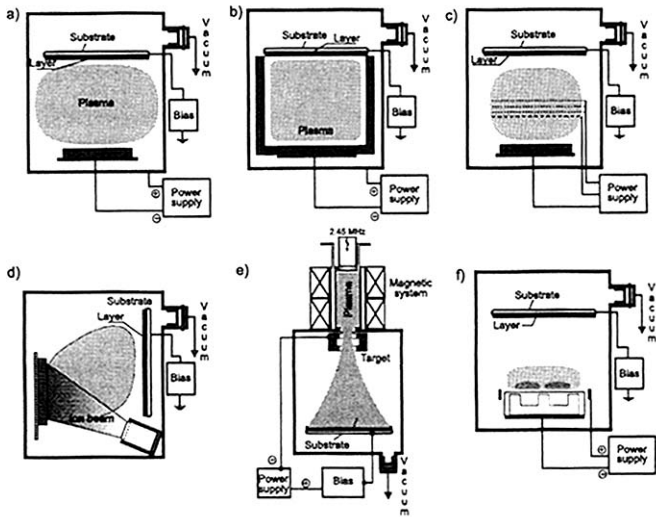 a)
Substrate
Layer
Plasma
Vacuum
Bias
Power
supply
⊕
⊖
b)
Substrate
Layer
Plasma
Vacuum
Bias
Power
supply
⊕
⊖
c)
Substrate
Layer
Vacuum
Bias
Power
supply
d)
Substrate
Layer
Ion beam
Vacuum
Bias
e)
2.45 MHz
Plasma
Magnetic
system
Target
Substrate
⊖
Power
supply
⊕
Bias
Vacuum
f)
Substrate
Layer
Vacuum
Bias
⊕
Power
supply
⊖